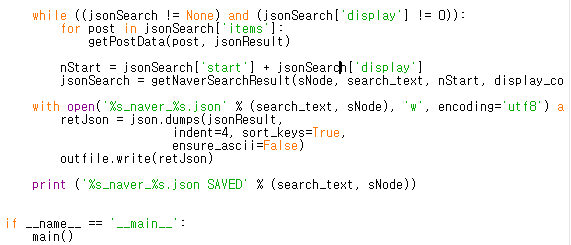 while ((jsonSearch != None) and (jsonSearch['display'] != 0)):
for post in jsonSearch['items']:
getPostData(post, jsonResult)
nStart = jsonSearch['start'] + jsonSearch['display']
jsonSearch = getNaverSearchResult(sNode, search_text, nStart, display_co
with open('%s_naver_%s.json' % (search_text, sNode), 'w', encoding='utf8') a
retJson = json.dumps(jsonResult,
indent=4, sort_keys=True,
ensure_ascii=False)
outfile.write(retJson)
print ('%s_naver_%s.json SAVED' % (search_text, sNode))
if __name__ == '__main__':
main()